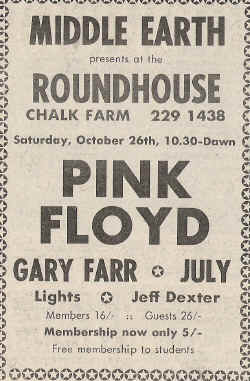 MIDDLE EARTH
presents at the
ROUNDHOUSE
CHALK FARM 229 1438
Saturday, October 26th, 10.30-Dawn
PINK
FLOYD
GARY FARR ✪ JULY
Lights ✪ Jeff Dexter
Members 16/- :: Guests 26/-
Membership now only 5/-
Free membership to students